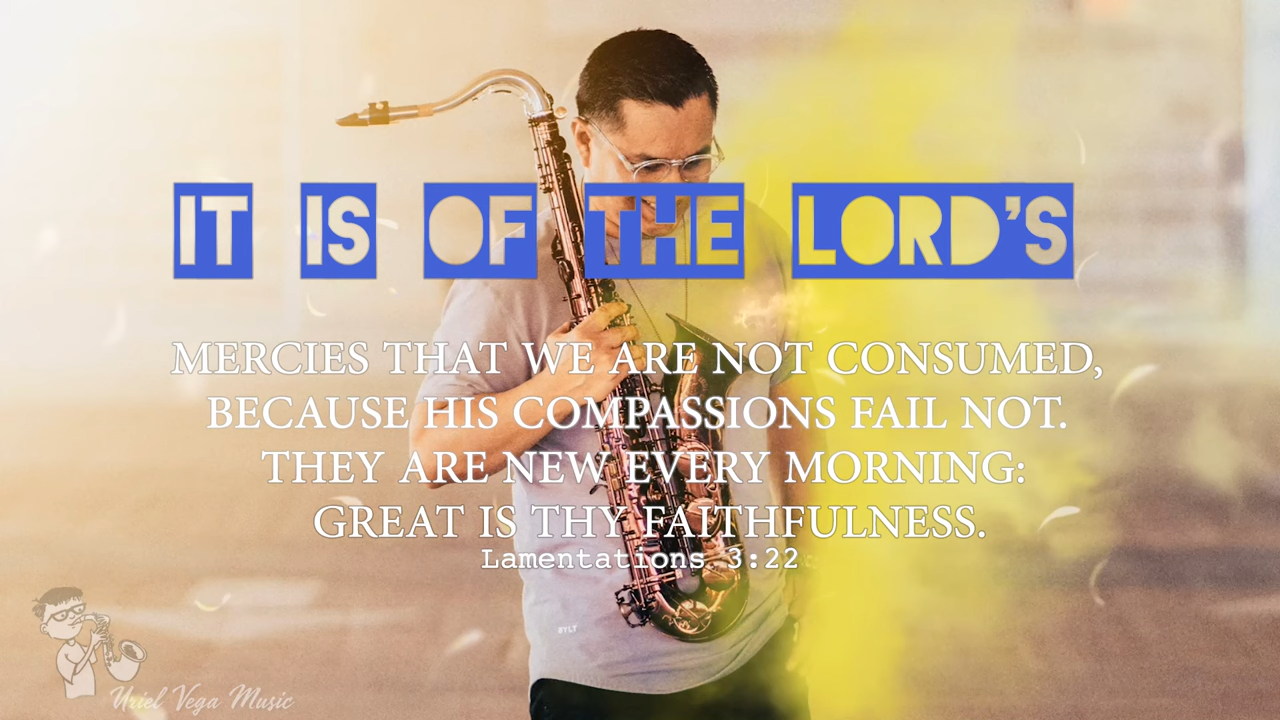 IT IS OF THE LORD'S
MERCIES THAT WE ARE NOT CONSUMED,
BECAUSE HIS COMPASSIONS FAIL NOT.
THEY ARE NEW EVERY MORNING:
GREAT IS THY FAITHFULNESS.
Lamentations 3:22
BYLT
Uriel Vega Music